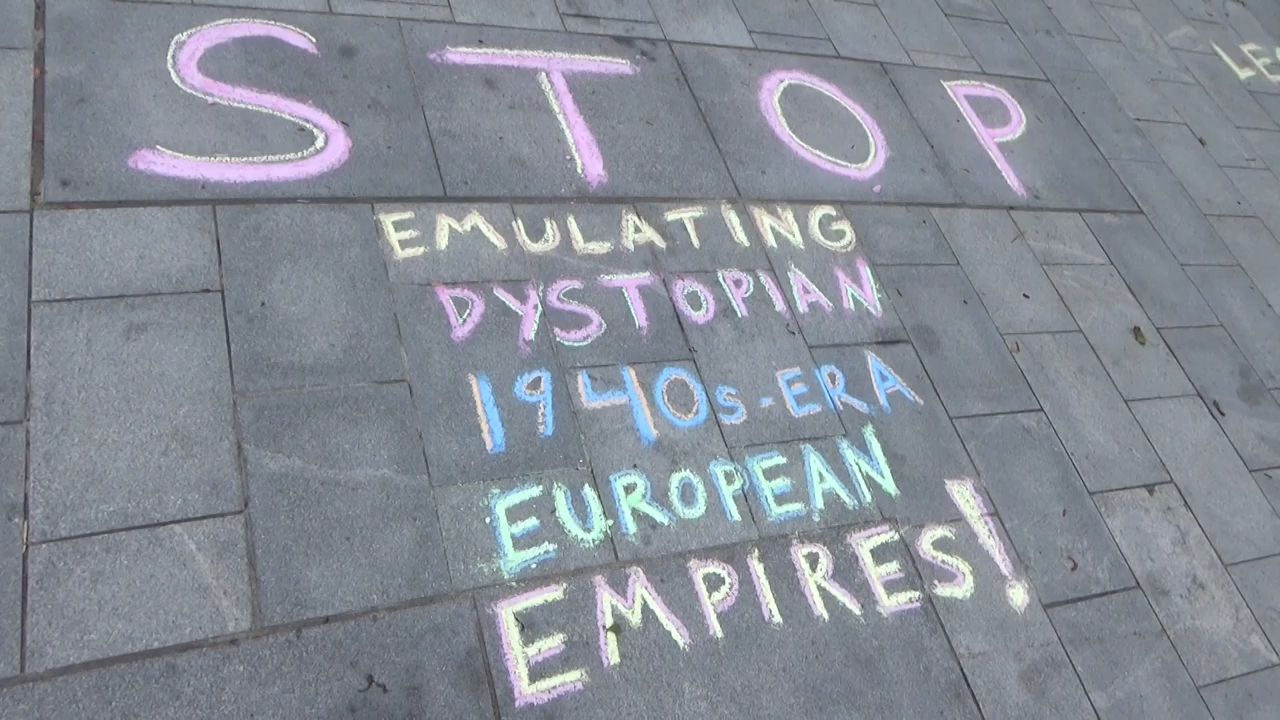 STOP
EMULATING
DYSTOPIAN
1940s-ERA
EUROPEAN
EMPIRES!